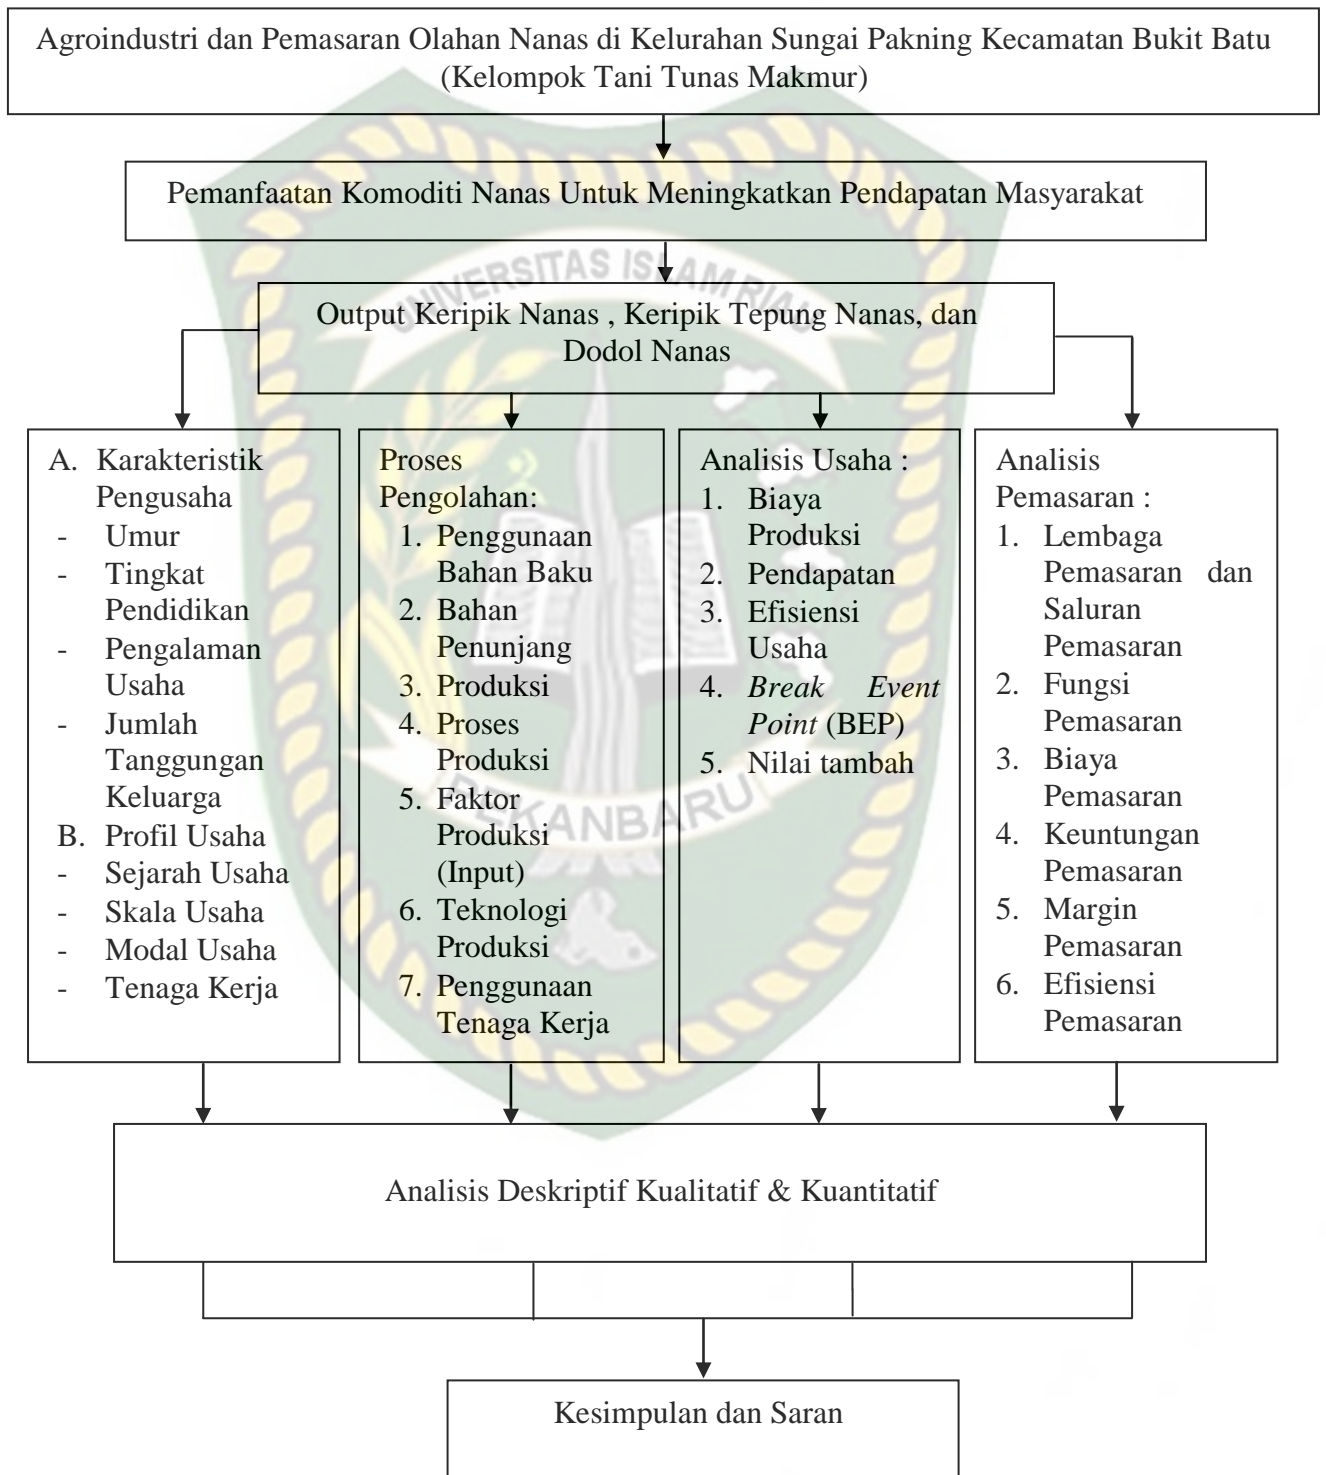 Agroindustri dan Pemasaran Olahan Nanas di Kelurahan Sungai Pakning Kecamatan Bukit Batu
(Kelompok Tani Tunas Makmur)
Pemanfaatan Komoditi Nanas Untuk Meningkatkan Pendapatan Masyarakat
UNIVERSITAS ISLAM RIAU
Output Keripik Nanas , Keripik Tepung Nanas, dan
Dodol Nanas
A. Karakteristik
Pengusaha
- Umur
- Tingkat
Pendidikan
- Pengalaman
Usaha
- Jumlah
Tanggungan
Keluarga
B. Profil Usaha
- Sejarah Usaha
- Skala Usaha
- Modal Usaha
- Tenaga Kerja
Proses
Pengolahan:
1. Penggunaan
Bahan Baku
2. Bahan
Penunjang
3. Produksi
4. Proses
Produksi
5. Faktor
Produksi
(Input)
6. Teknologi
Produksi
7. Penggunaan
Tenaga Kerja
Analisis Usaha :
1. Biaya
Produksi
2. Pendapatan
3. Efisiensi
Usaha
4. Break Event
Point (BEP)
5. Nilai tambah
Analisis
Pemasaran :
1. Lembaga
Pemasaran dan
Saluran
Pemasaran
2. Fungsi
Pemasaran
3. Biaya
Pemasaran
4. Keuntungan
Pemasaran
5. Margin
Pemasaran
6. Efisiensi
Pemasaran
PEKANBARU
Analisis Deskriptif Kualitatif & Kuantitatif
Kesimpulan dan Saran